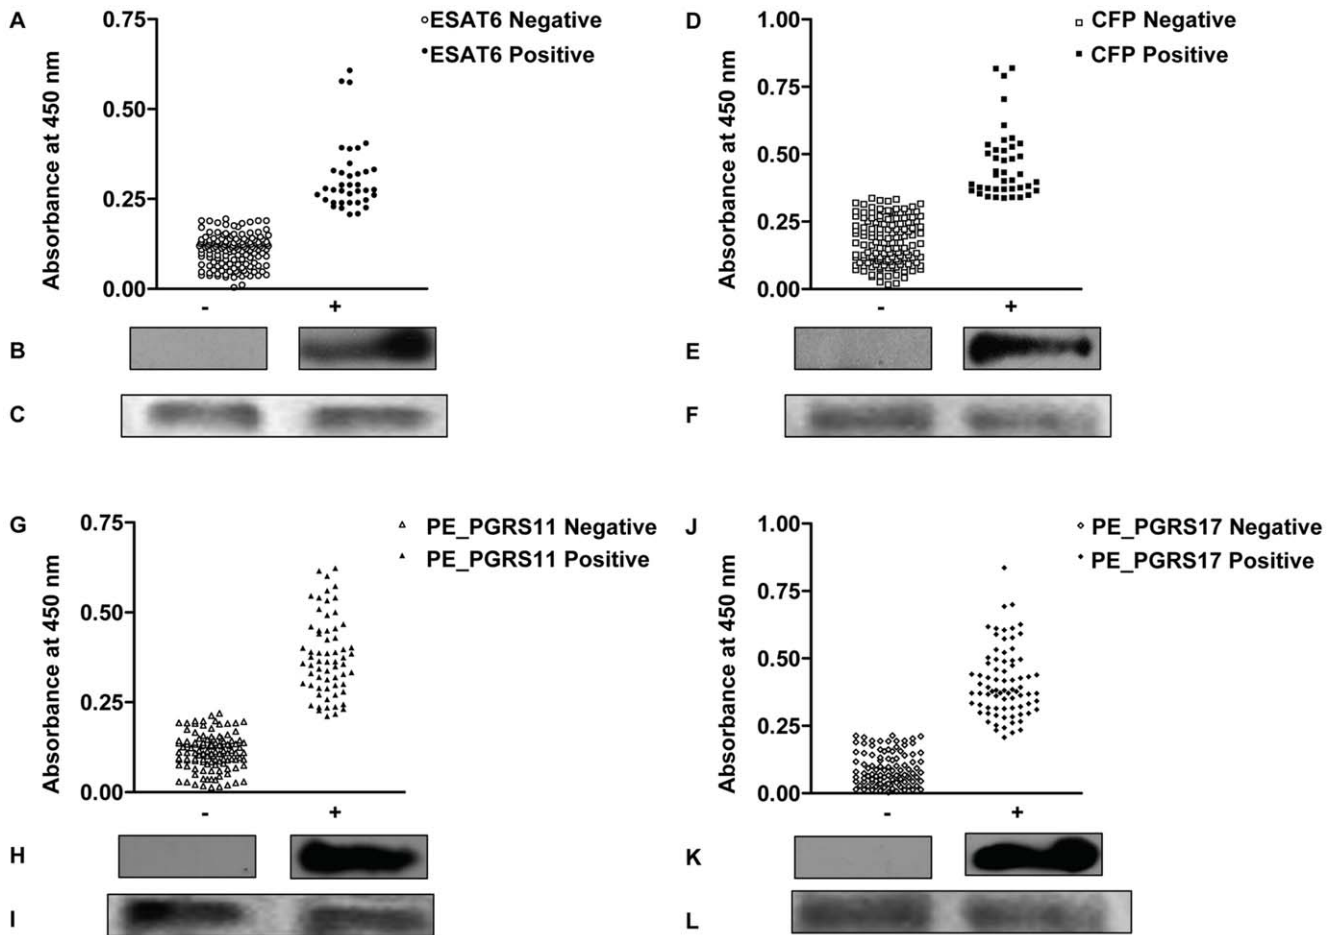 A
Absorbance at 450 nm
0.75
0.50
0.25
0.00
ESAT6 Negative
ESAT6 Positive
- +
B
C
D
Absorbance at 450 nm
1.00
0.75
0.50
0.25
0.00
CFP Negative
CFP Positive
- +
E
F
G
Absorbance at 450 nm
0.75
0.50
0.25
0.00
PE_PGRS11 Negative
PE_PGRS11 Positive
- +
H
I
J
Absorbance at 450 nm
1.00
0.75
0.50
0.25
0.00
PE_PGRS17 Negative
PE_PGRS17 Positive
- +
K
L